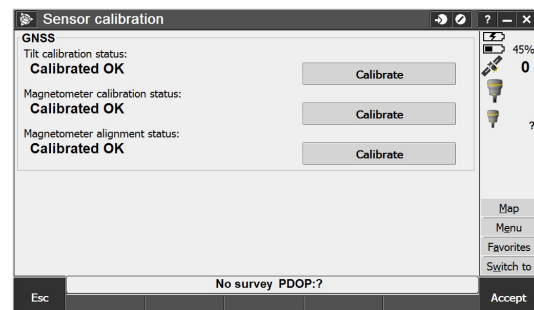 Sensor calibration
? – ×
GNSS
Tilt calibration status:
Calibrated OK
Calibrate
Magnetometer calibration status:
Calibrated OK
Calibrate
Magnetometer alignment status:
Calibrated OK
Calibrate
45%
0
?
Map
Menu
Favorites
Switch to
No survey PDOP:?
Esc
Accept